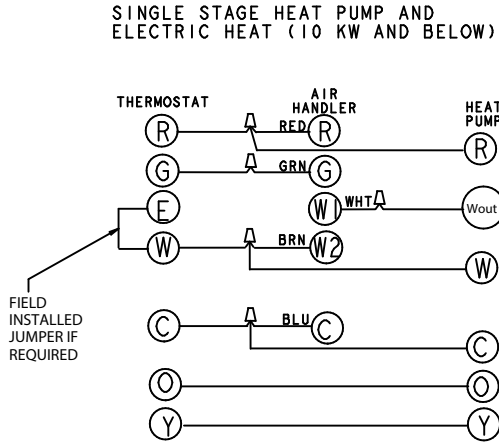 SINGLE STAGE HEAT PUMP AND
ELECTRIC HEAT (10 KW AND BELOW)
THERMOSTAT
AIR
HANDLER
HEAT
PUMP
R
RED
R
R
G
GRN
G
E
W1
WHT
Wout
W
BRN
W2
W
FIELD
INSTALLED
JUMPER IF
REQUIRED
C
BLU
C
C
O
O
Y
Y